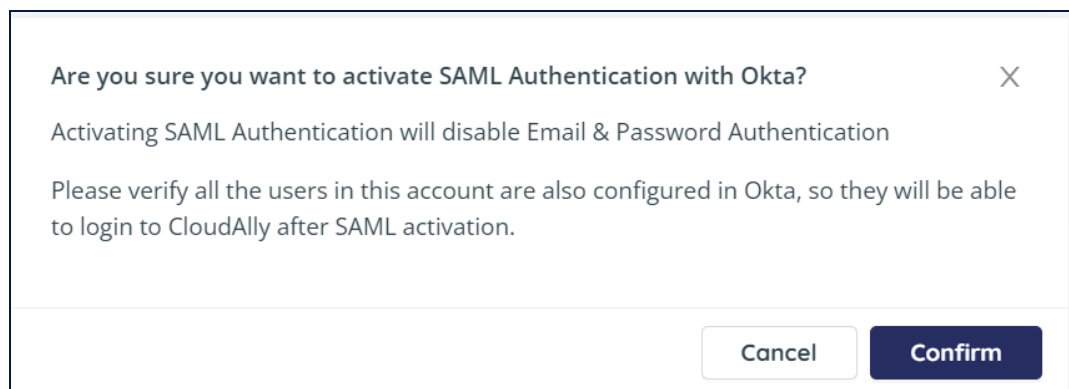 Are you sure you want to activate SAML Authentication with Okta? X
Activating SAML Authentication will disable Email & Password Authentication
Please verify all the users in this account are also configured in Okta, so they will be able
to login to CloudAlly after SAML activation.
Cancel Confirm